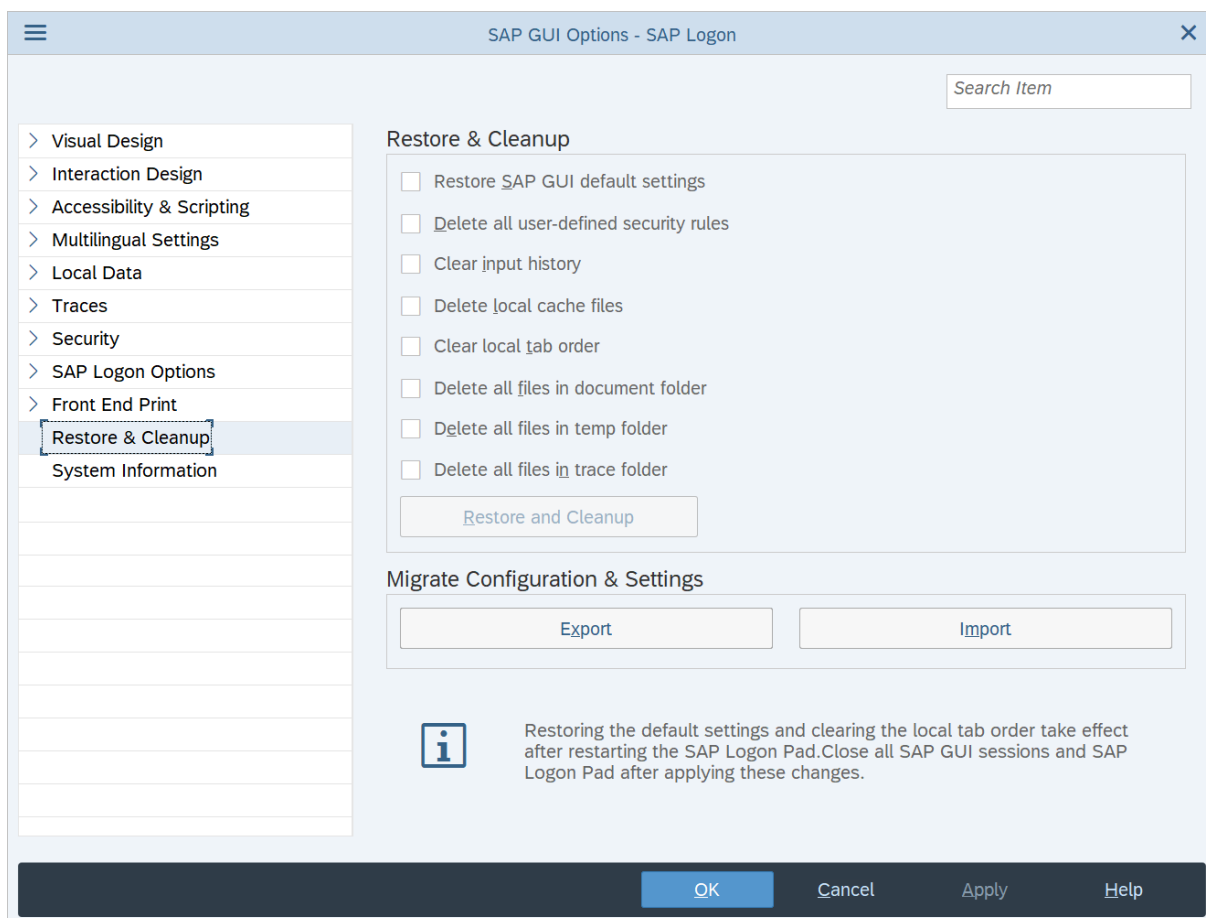 SAP GUI Options - SAP Logon
Search Item
Visual Design
Interaction Design
Accessibility & Scripting
Multilingual Settings
Local Data
Traces
Security
SAP Logon Options
Front End Print
Restore & Cleanup
System Information
Restore & Cleanup
Restore SAP GUI default settings
Delete all user-defined security rules
Clear input history
Delete local cache files
Clear local tab order
Delete all files in document folder
Delete all files in temp folder
Delete all files in trace folder
Restore and Cleanup
Migrate Configuration & Settings
Export
Import
Restoring the default settings and clearing the local tab order take effect
after restarting the SAP Logon Pad.Close all SAP GUI sessions and SAP
Logon Pad after applying these changes.
OK
Cancel
Apply
Help